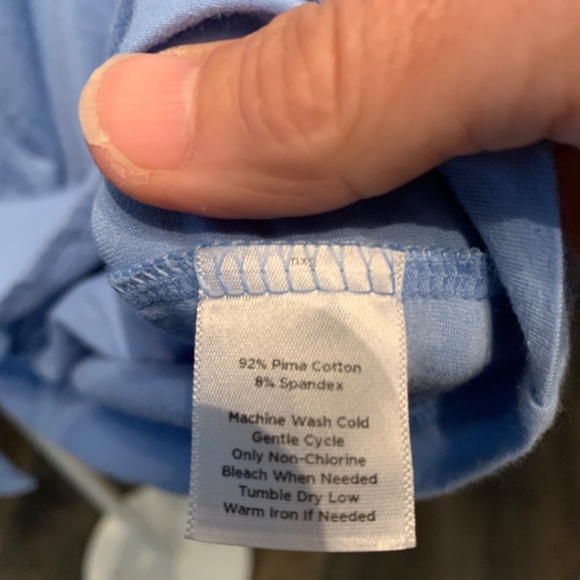 92% Pima Cotton
8% Spandex
Machine Wash Cold
Gentle Cycle
Only Non-Chlorine
Bleach When Needed
Tumble Dry Low
Warm Iron If Needed